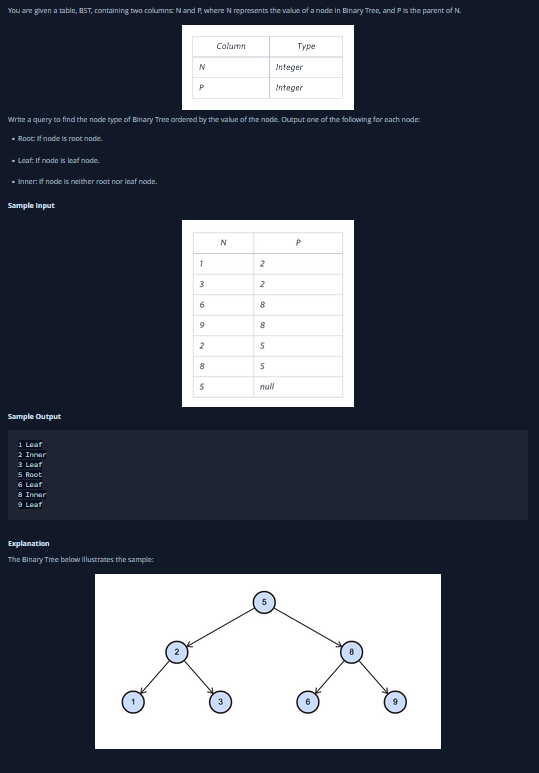 You are given a table, BST, containing two columns: N and P, where N represents the value of a node in Binary Tree, and P is the parent of N.
Column Type
N Integer
P Integer
Write a query to find the node type of Binary Tree ordered by the value of the node. Output one of the following for each node:
• Root: If node is root node.
• Leaf: If node is leaf node.
• Inner: If node is neither root nor leaf node.
Sample Input
N P
1 2
3 2
6 8
9 8
2 5
8 5
5 null
Sample Output
1 Leaf
2 Inner
3 Leaf
5 Root
6 Leaf
8 Inner
9 Leaf
Explanation
The Binary Tree below illustrates the sample:
5
2 8
1 3 6 9